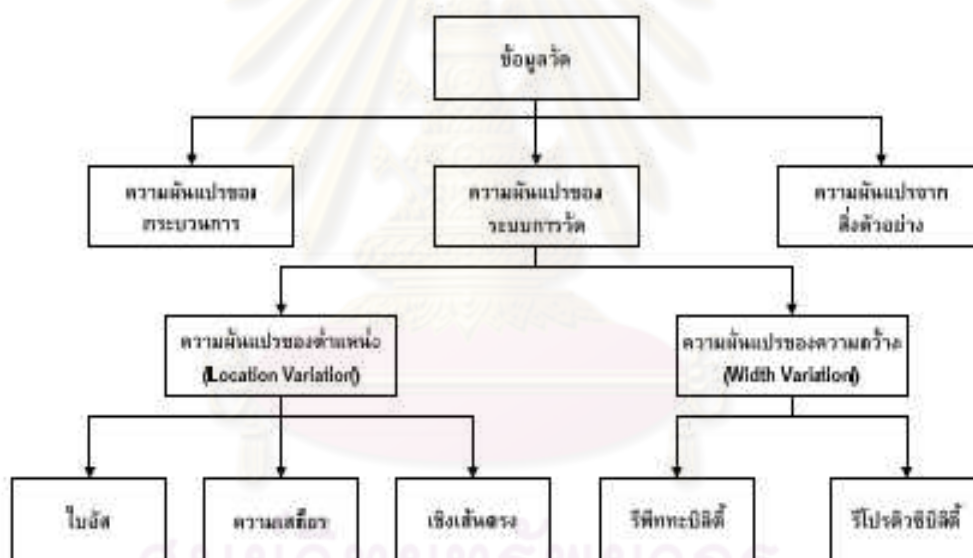 ข้อมูลวัด
ความผันแปรของ
กระบวนการ
ความผันแปรของ
ระบบการวัด
ความผันแปรจาก
สิ่งตัวอย่าง
ความผันแปรของตำแหน่ง
(Location Variation)
ความผันแปรของความกว้าง
(Width Variation)
ไบอัส
ความเสถียร
เชิงเส้นตรง
รีพีททะบิลิตี้
รีโปรดิวซิบิลิตี้